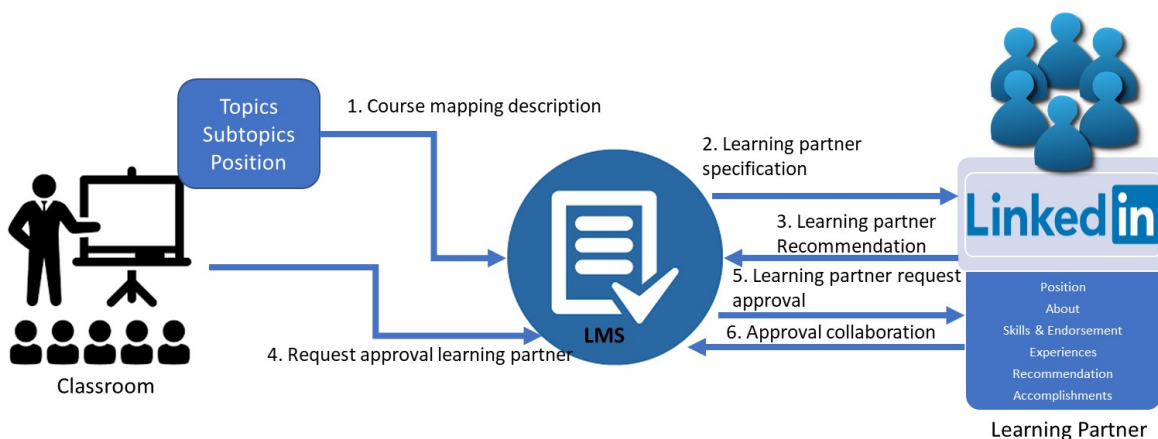 Topics
Subtopics
Position
1. Course mapping description
2. Learning partner
specification
LinkedIn
3. Learning partner
Recommendation
5. Learning partner request
approval
LMS
6. Approval collaboration
4. Request approval learning partner
Classroom
Position
About
Skills & Endorsement
Experiences
Recommendation
Accomplishments
Learning Partner